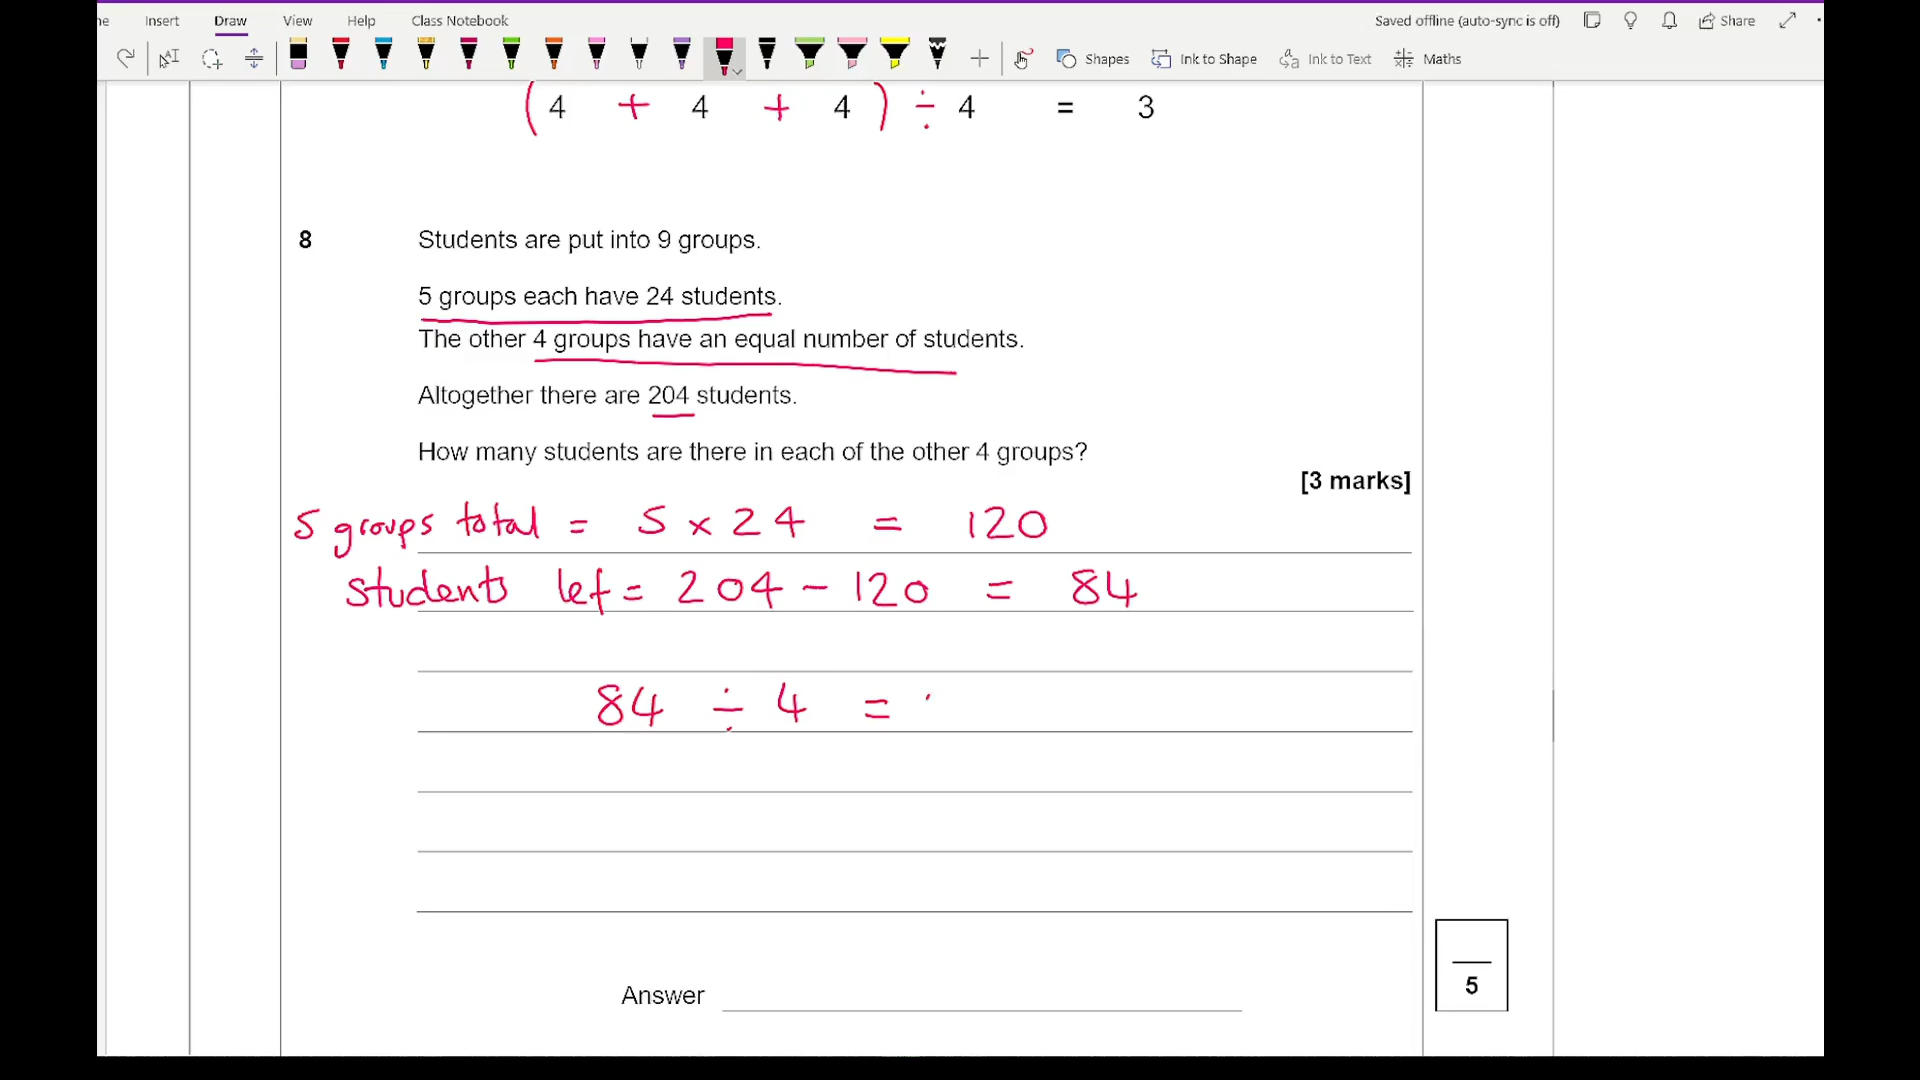 Insert Draw View Help Class Notebook Saved offline (auto-sync is off) Share
Shapes Ink to Shape Ink to Text Maths
(4 + 4 + 4) ÷ 4 = 3
8 Students are put into 9 groups.
5 groups each have 24 students.
The other 4 groups have an equal number of students.
Altogether there are 204 students.
How many students are there in each of the other 4 groups?
[3 marks]
5 groups total = 5 x 24 = 120
students lef = 204 - 120 = 84
84 ÷ 4 =
Answer
5